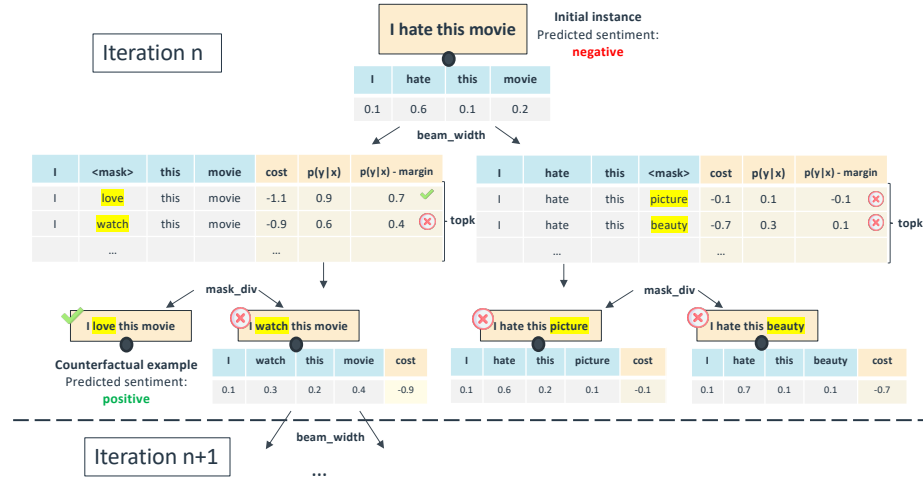 Iteration n
I hate this movie
Initial instance
Predicted sentiment:
negative
I hate this movie
0.1 0.6 0.1 0.2
beam_width
I <mask> this movie cost p(y|x) p(y|x) - margin
I love this movie -1.1 0.9 0.7
I watch this movie -0.9 0.6 0.4
... ...
topk
I hate this <mask> cost p(y|x) p(y|x) - margin
I hate this picture -0.1 0.1 -0.1
I hate this beauty -0.7 0.3 0.1
... ...
topk
mask_div
mask_div
I love this movie
I watch this movie
I hate this picture
I hate this beauty
Counterfactual example
Predicted sentiment:
positive
I watch this movie cost
0.1 0.3 0.2 0.4 -0.9
I hate this picture cost
0.1 0.6 0.2 0.1 -0.1
I hate this beauty cost
0.1 0.7 0.1 0.1 -0.7
Iteration n+1
beam_width
...